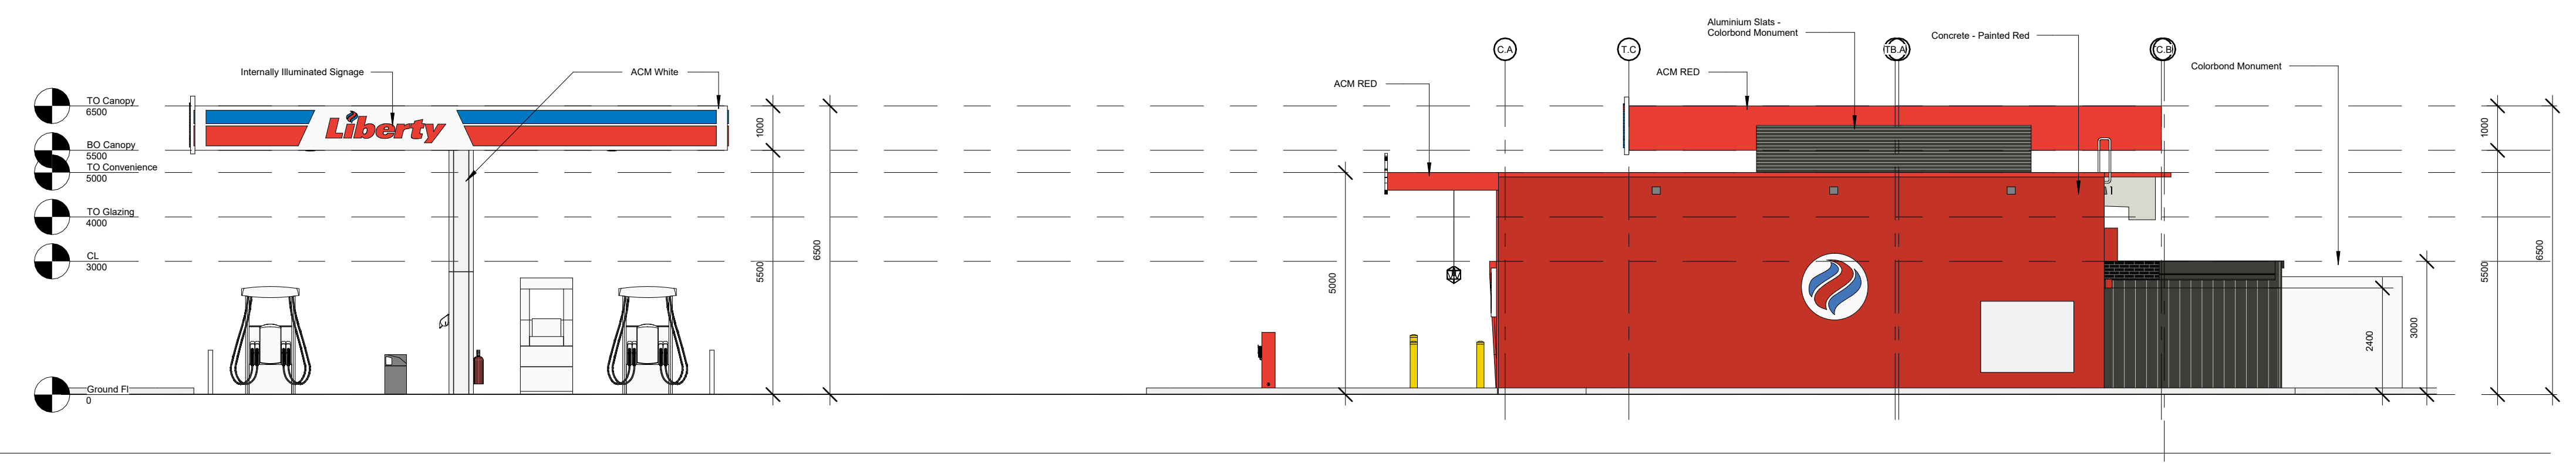 Aluminium Slats -
Colorbond Monument
Concrete - Painted Red
C.A
T.C
TB.A
C.B
Internally Illuminated Signage
ACM White
ACM RED
ACM RED
Colorbond Monument
TO Canopy
6500
BO Canopy
5500
TO Convenience
5000
TO Glazing
4000
CL
3000
Ground Fl
0
Liberty
1000
5500
6500
5000
1000
5500
6500
2400
3000